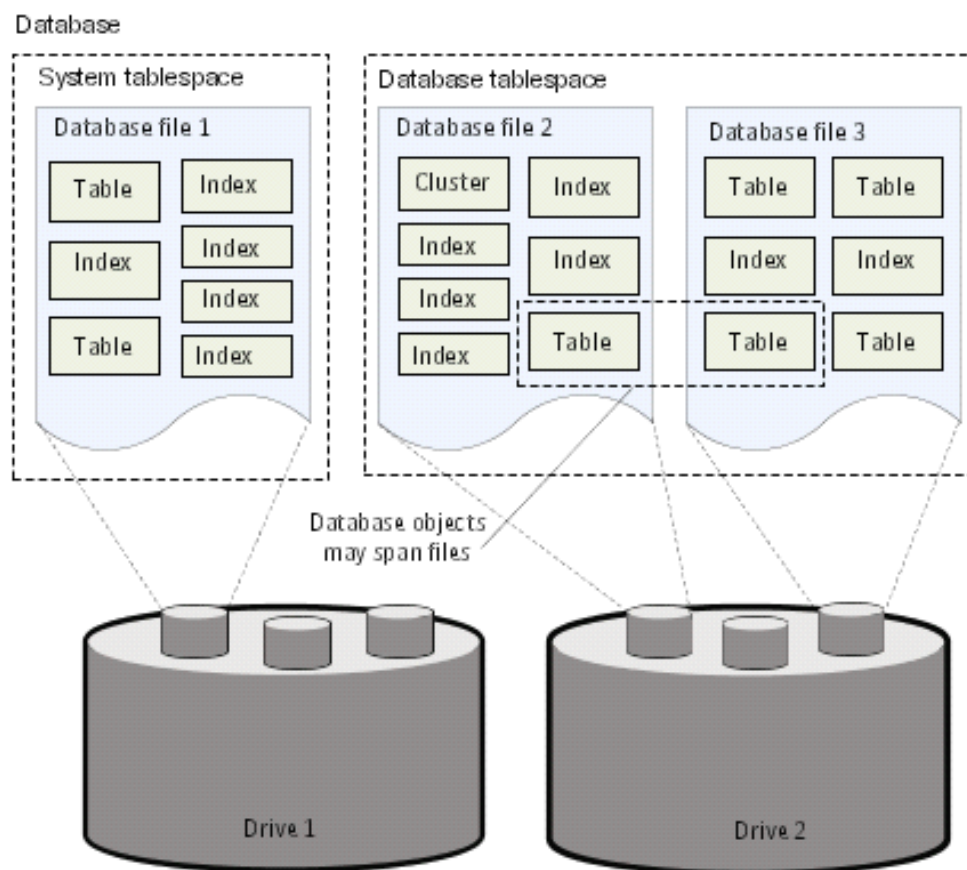 Database
System tablespace
Database file 1
Table
Index
Index
Index
Index
Table
Index
Index
Database tablespace
Database file 2
Cluster
Index
Index
Index
Index
Index
Table
Database file 3
Table
Table
Index
Index
Table
Table
Database objects
may span files
Drive 1
Drive 2